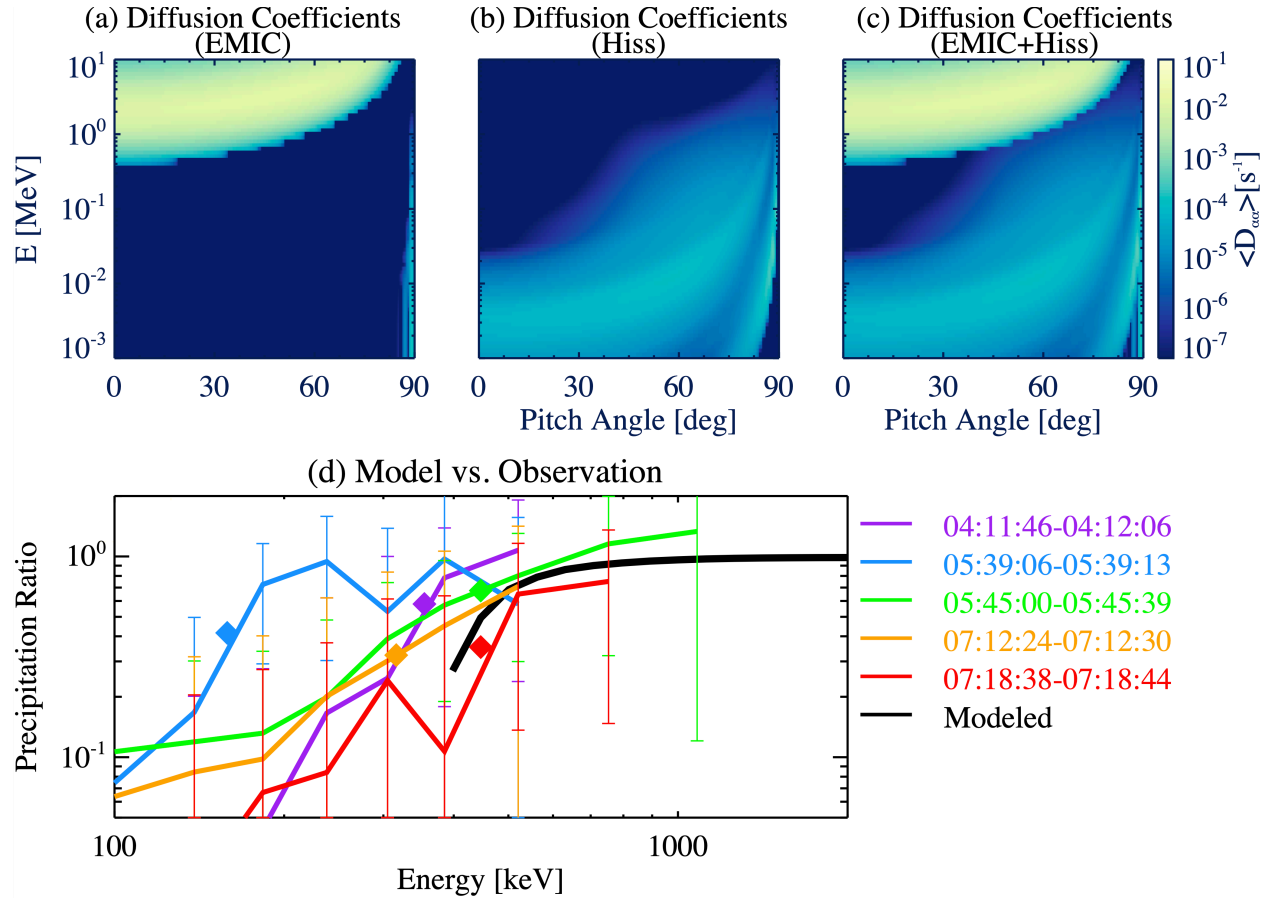 (a) Diffusion Coefficients
(EMIC)
(b) Diffusion Coefficients
(Hiss)
(c) Diffusion Coefficients
(EMIC+Hiss)
E [MeV]
10¹
10⁰
10⁻¹
10⁻²
10⁻³
0 30 60 90
0 30 60 90
Pitch Angle [deg]
0 30 60 90
Pitch Angle [deg]
10⁻¹
10⁻²
10⁻³
10⁻⁴
10⁻⁵
10⁻⁶
10⁻⁷
<Dαα>[s⁻¹]
(d) Model vs. Observation
Precipitation Ratio
10⁰
10⁻¹
100 1000
Energy [keV]
04:11:46-04:12:06
05:39:06-05:39:13
05:45:00-05:45:39
07:12:24-07:12:30
07:18:38-07:18:44
Modeled